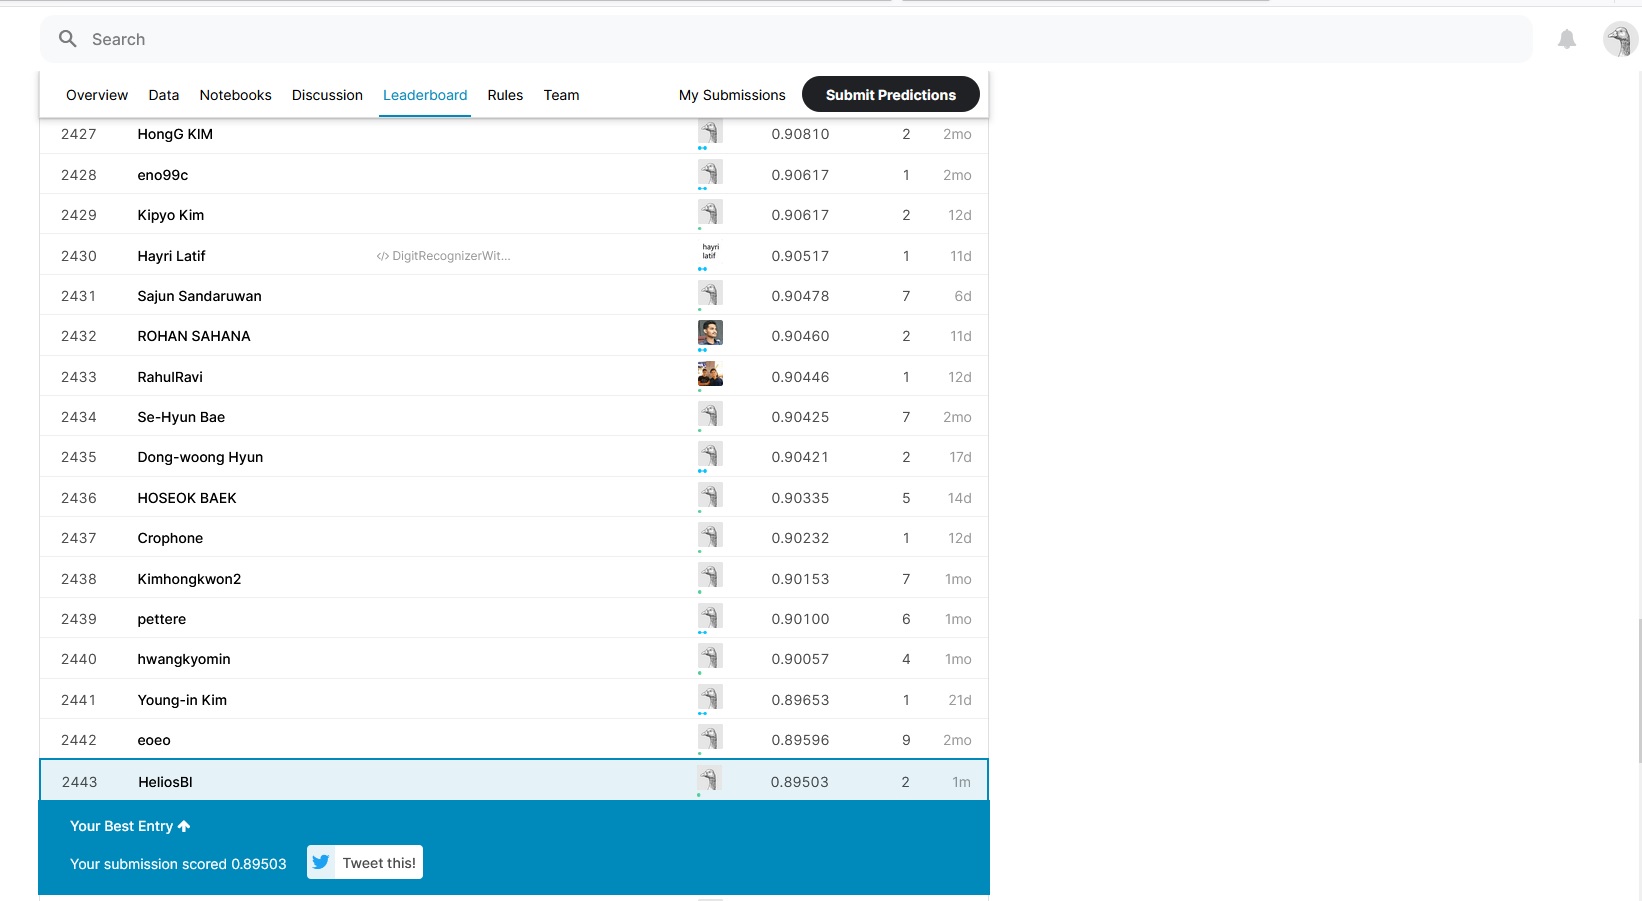 Search
Overview Data Notebooks Discussion Leaderboard Rules Team My Submissions Submit Predictions
2427 HongG KIM 0.90810 2 2mo
2428 eno99c 0.90617 1 2mo
2429 Kipyo Kim 0.90617 2 12d
2430 Hayri Latif </> DigitRecognizerWit... hayri latif 0.90517 1 11d
2431 Sajun Sandaruwan 0.90478 7 6d
2432 ROHAN SAHANA 0.90460 2 11d
2433 RahulRavi 0.90446 1 12d
2434 Se-Hyun Bae 0.90425 7 2mo
2435 Dong-woong Hyun 0.90421 2 17d
2436 HOSEOK BAEK 0.90335 5 14d
2437 Crophone 0.90232 1 12d
2438 Kimhongkwon2 0.90153 7 1mo
2439 pettere 0.90100 6 1mo
2440 hwangkyomin 0.90057 4 1mo
2441 Young-in Kim 0.89653 1 21d
2442 eoeo 0.89596 9 2mo
2443 HeliosBI 0.89503 2 1m
Your Best Entry
Your submission scored 0.89503 Tweet this!